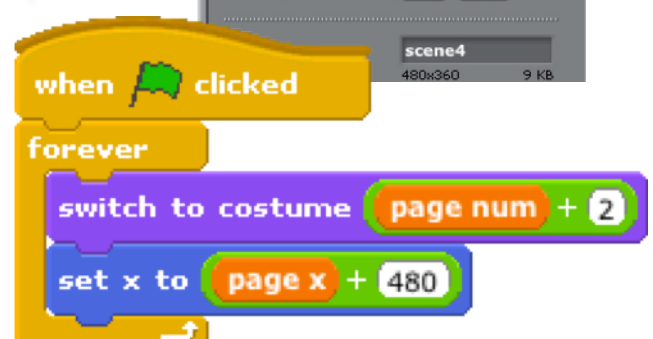 scene4
480x360 9 KB
when clicked
forever
switch to costume page num + 2
set x to page x + 480